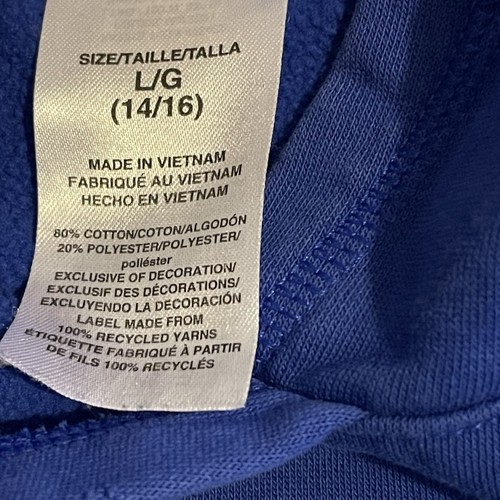 SIZE/TAILLE/TALLA
L/G
(14/16)
MADE IN VIETNAM
FABRIQUÉ AU VIETNAM
HECHO EN VIETNAM
80% COTTON/COTON/ALGODÓN
20% POLYESTER/POLYESTER/
poliéster
EXCLUSIVE OF DECORATION/
EXCLUSIF DES DÉCORATIONS/
EXCLUYENDO LA DECORACIÓN
LABEL MADE FROM
100% RECYCLED YARNS
ÉTIQUETTE FABRIQUÉ À PARTIR
DE FILS 100% RECYCLÉS